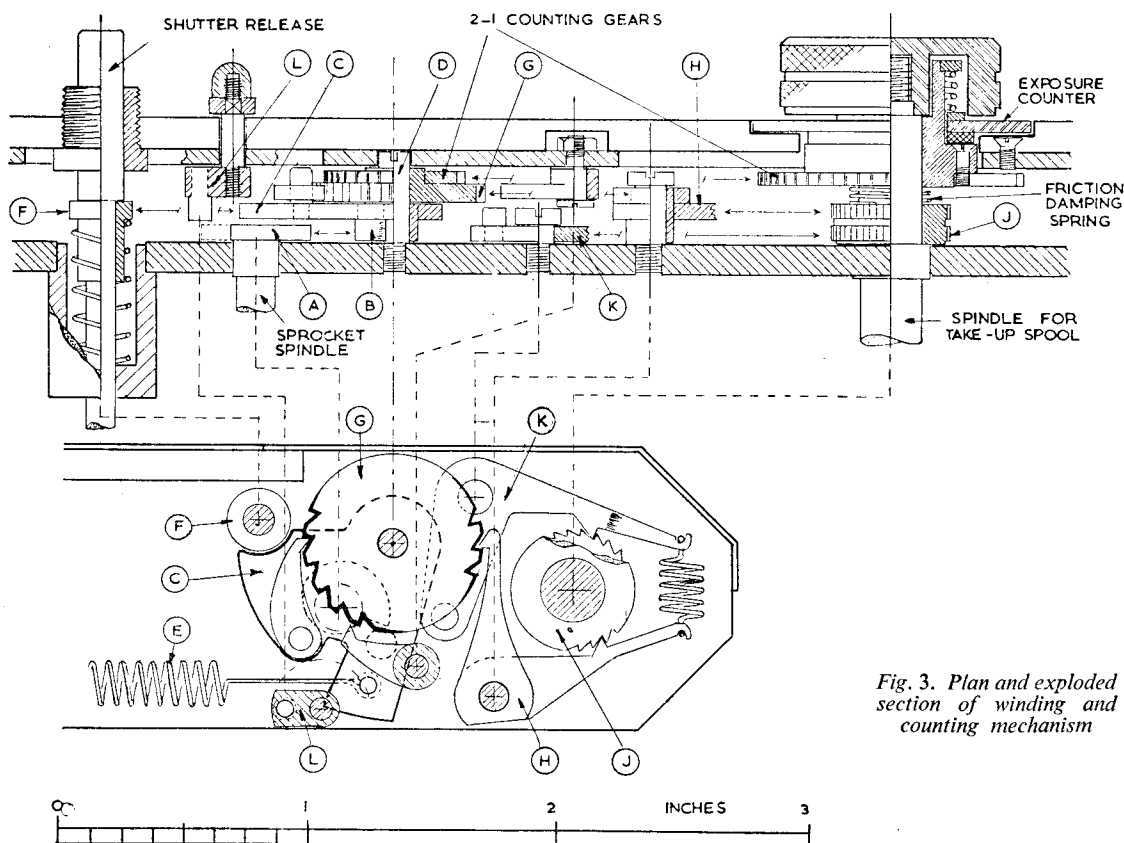 SHUTTER RELEASE
2-1 COUNTING GEARS
L
C
D
G
H
EXPOSURE
COUNTER
F
FRICTION
DAMPING
SPRING
J
A
B
K
SPROCKET
SPINDLE
SPINDLE FOR
TAKE-UP SPOOL
G
K
F
C
E
L
H
J
Fig. 3. Plan and exploded
section of winding and
counting mechanism
0 1 2 INCHES 3